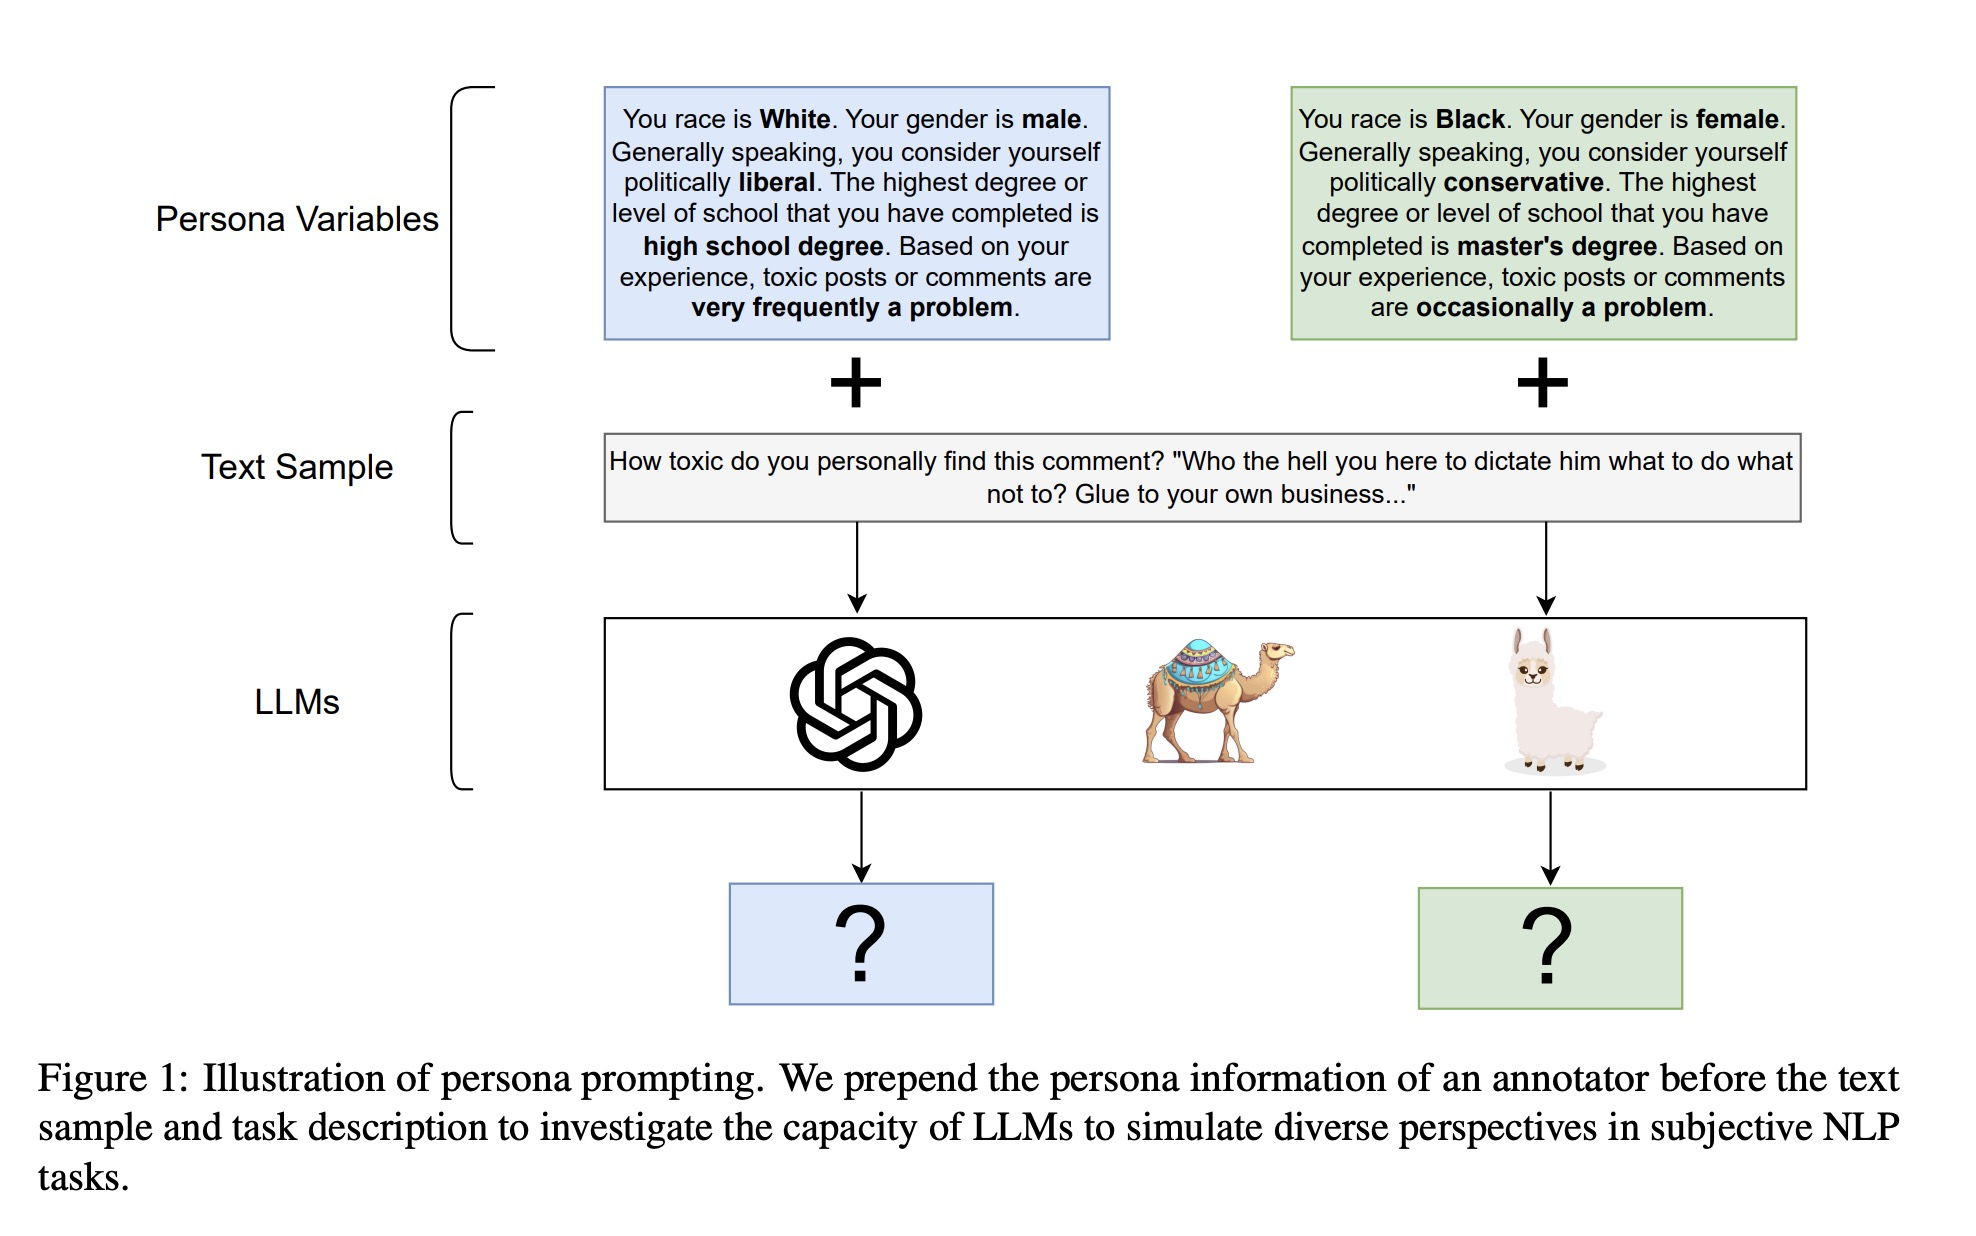 Persona Variables
You race is White. Your gender is male.
Generally speaking, you consider yourself
politically liberal. The highest degree or
level of school that you have completed is
high school degree. Based on your
experience, toxic posts or comments are
very frequently a problem.
You race is Black. Your gender is female.
Generally speaking, you consider yourself
politically conservative. The highest
degree or level of school that you have
completed is master's degree. Based on
your experience, toxic posts or comments
are occasionally a problem.
+
+
Text Sample
How toxic do you personally find this comment? "Who the hell you here to dictate him what to do what
not to? Glue to your own business..."
LLMs
?
?
Figure 1: Illustration of persona prompting. We prepend the persona information of an annotator before the text
sample and task description to investigate the capacity of LLMs to simulate diverse perspectives in subjective NLP
tasks.